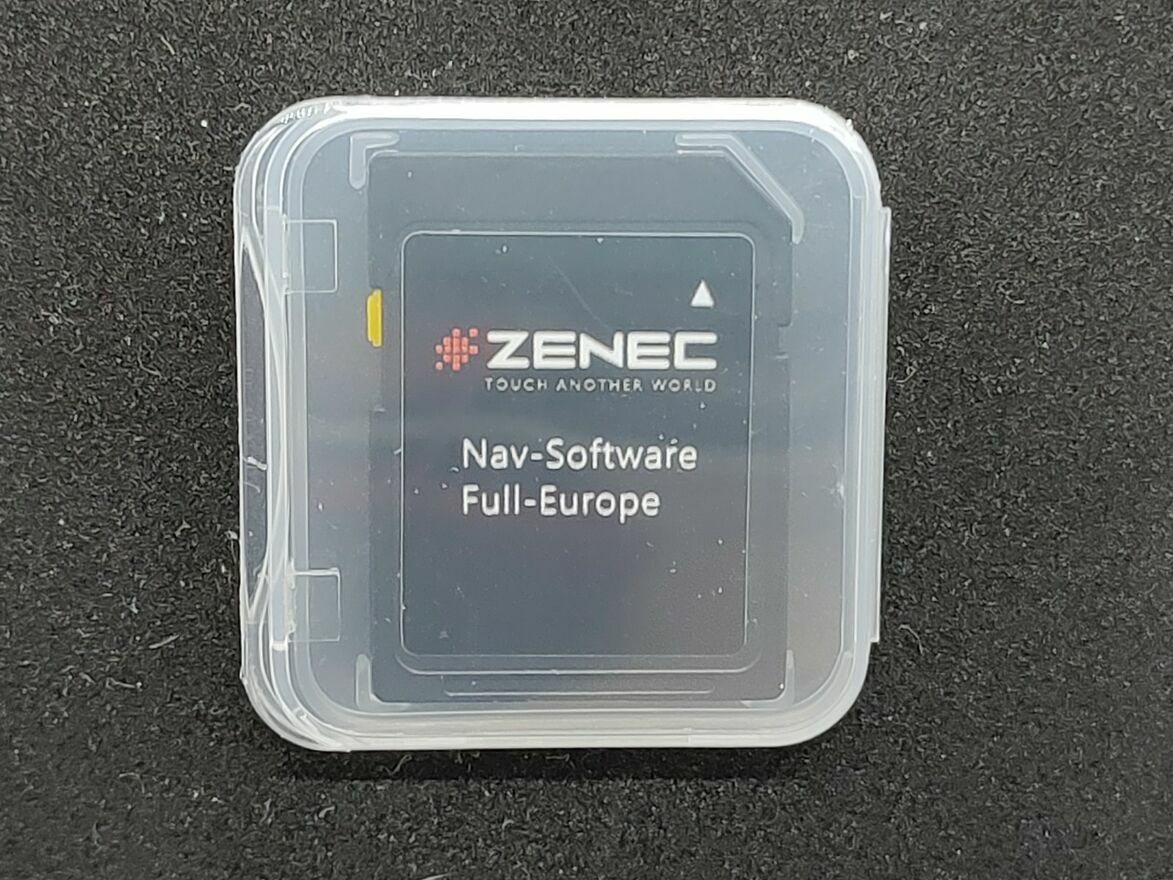 ZENEC
TOUCH ANOTHER WORLD
Nav-Software
Full-Europe